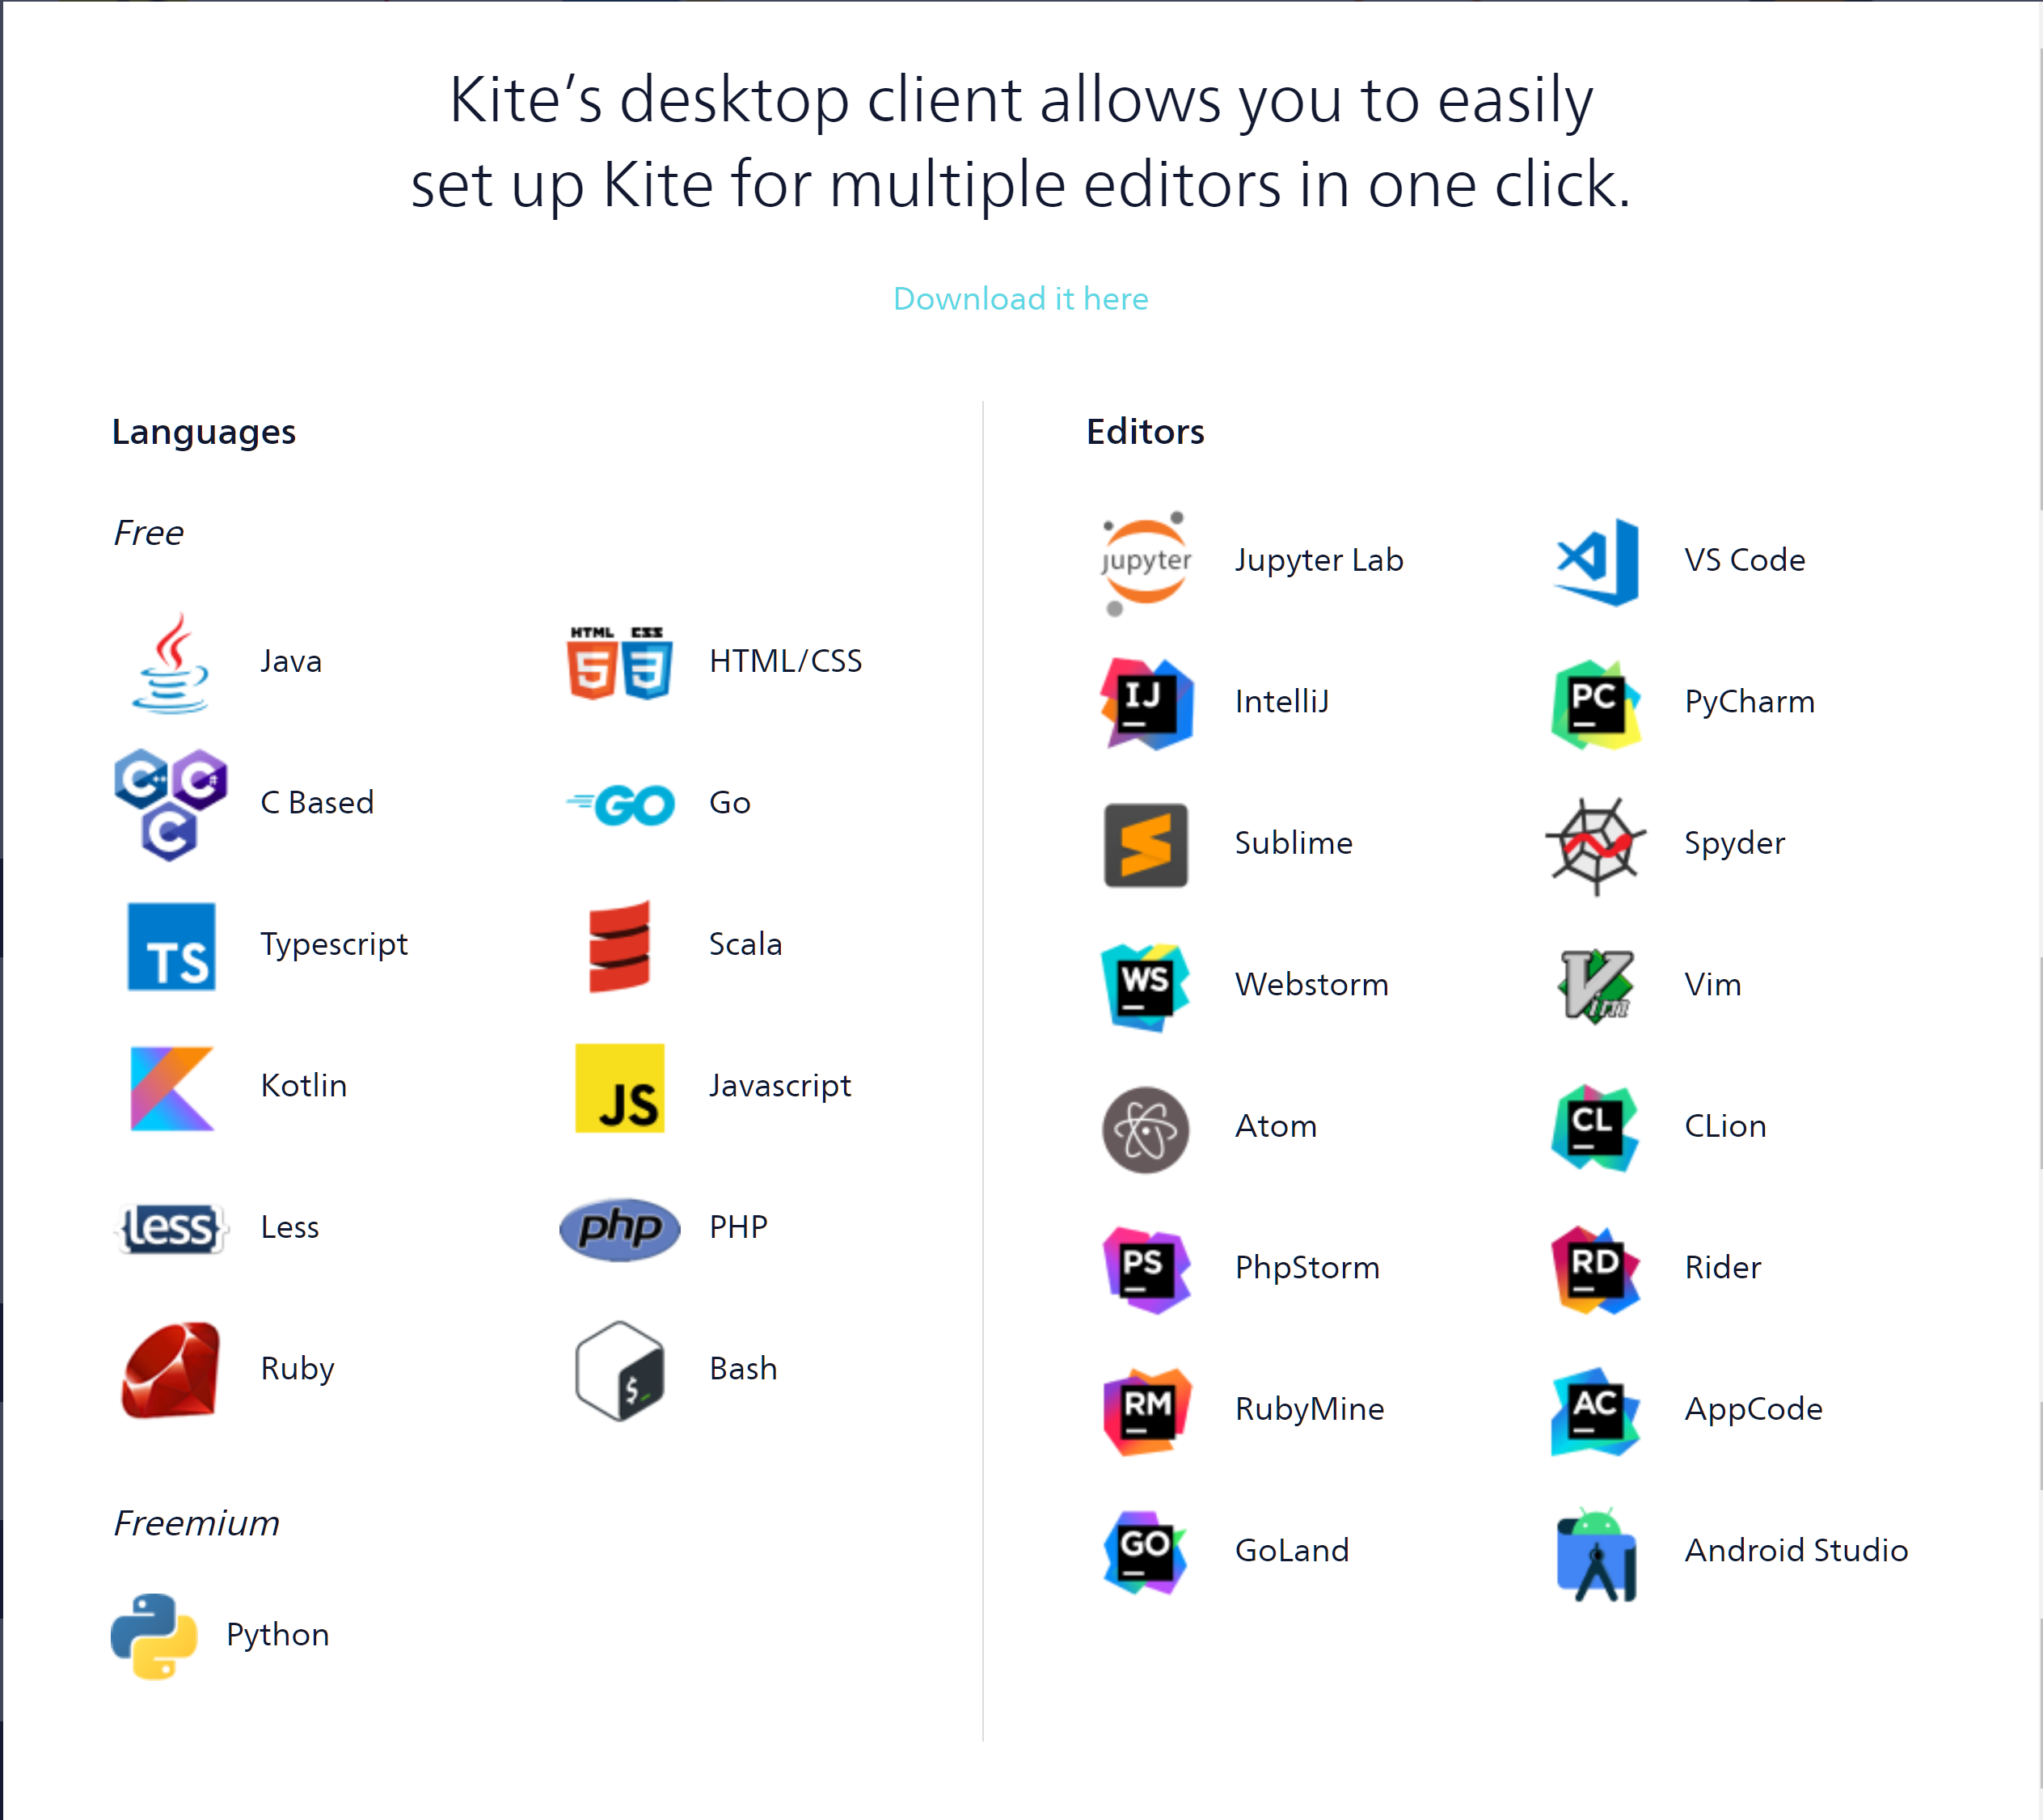 Kite’s desktop client allows you to easily
set up Kite for multiple editors in one click.
Download it here
Languages
Free
Java
HTML CSS
5 3
HTML/CSS
C++ C#
C
C Based
GO
Go
TS
Typescript
Scala
Kotlin
JS
Javascript
{less}
Less
php
PHP
Ruby
$_
Bash
Freemium
Python
Editors
jupyter
Jupyter Lab
VS Code
IJ
IntelliJ
PC
PyCharm
Sublime
Spyder
WS
Webstorm
Vim
Vim
Atom
CL
CLion
PS
PhpStorm
RD
Rider
RM
RubyMine
AC
AppCode
GO
GoLand
Android Studio